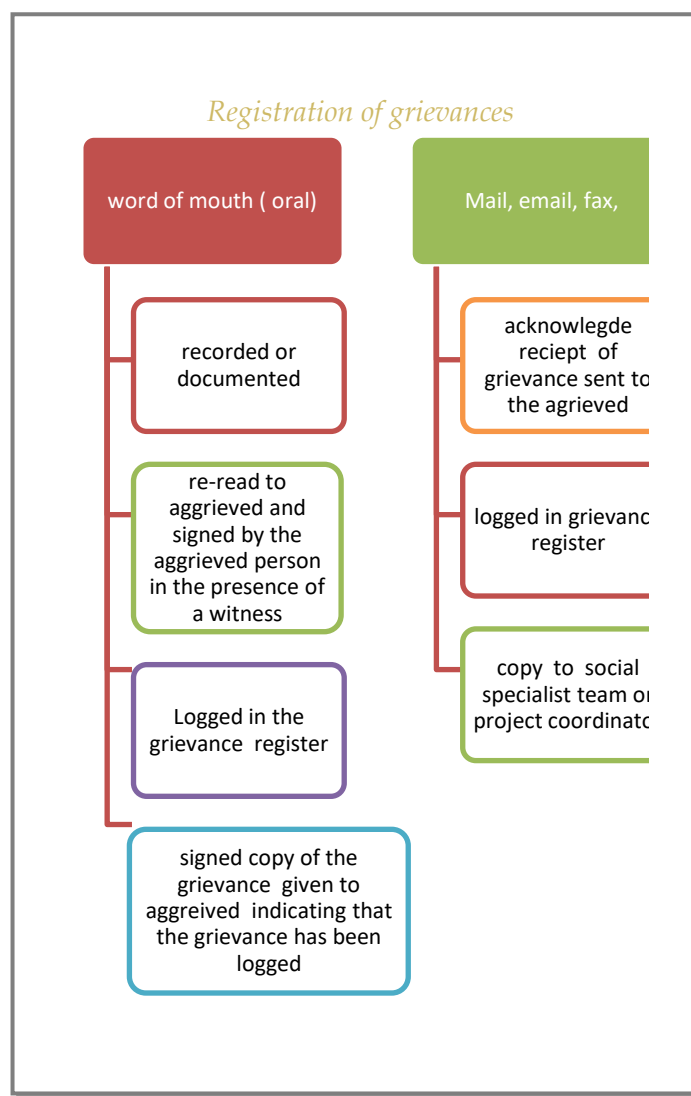 Registration of grievances
word of mouth ( oral)
recorded or
documented
re-read to
aggrieved and
signed by the
aggrieved person
in the presence of
a witness
Logged in the
grievance register
signed copy of the
grievance given to
aggreived indicating that
the grievance has been
logged
Mail, email, fax,
acknowlegde
reciept of
grievance sent to
the agrieved
logged in grievanc
register
copy to social
specialist team or
project coordinato